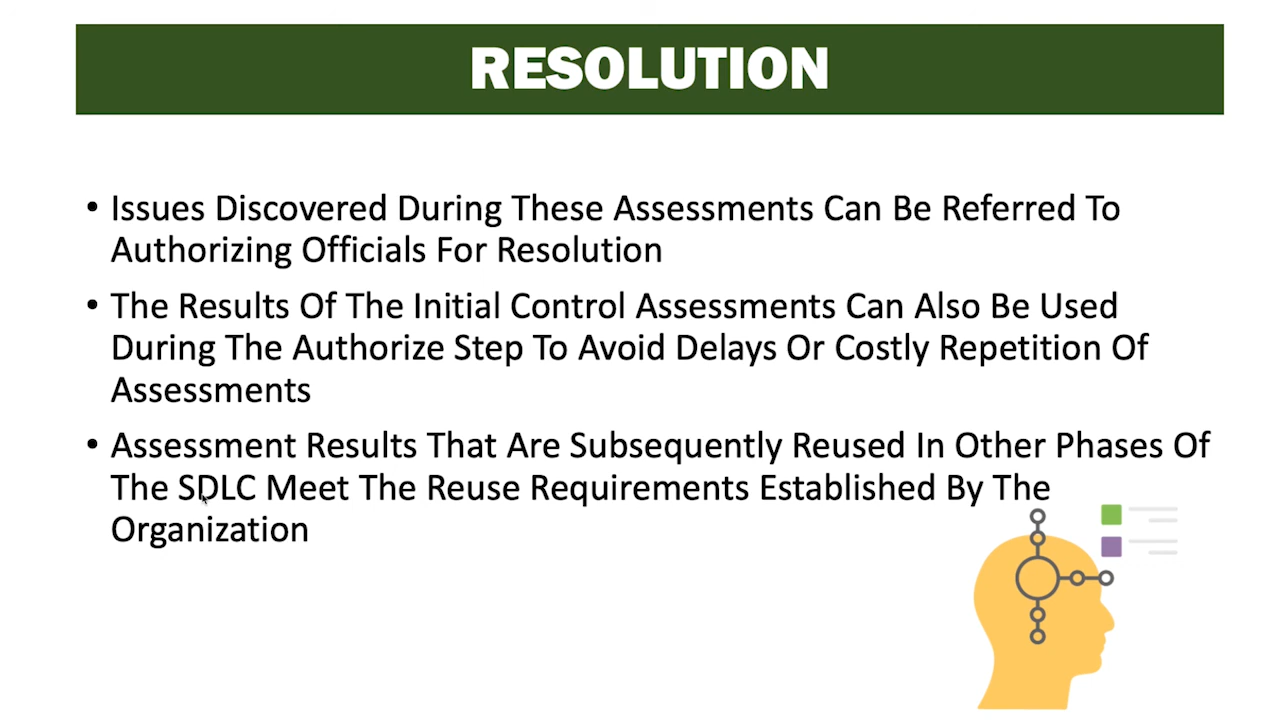 RESOLUTION
• Issues Discovered During These Assessments Can Be Referred To
Authorizing Officials For Resolution
• The Results Of The Initial Control Assessments Can Also Be Used
During The Authorize Step To Avoid Delays Or Costly Repetition Of
Assessments
• Assessment Results That Are Subsequently Reused In Other Phases Of
The SDLC Meet The Reuse Requirements Established By The
Organization